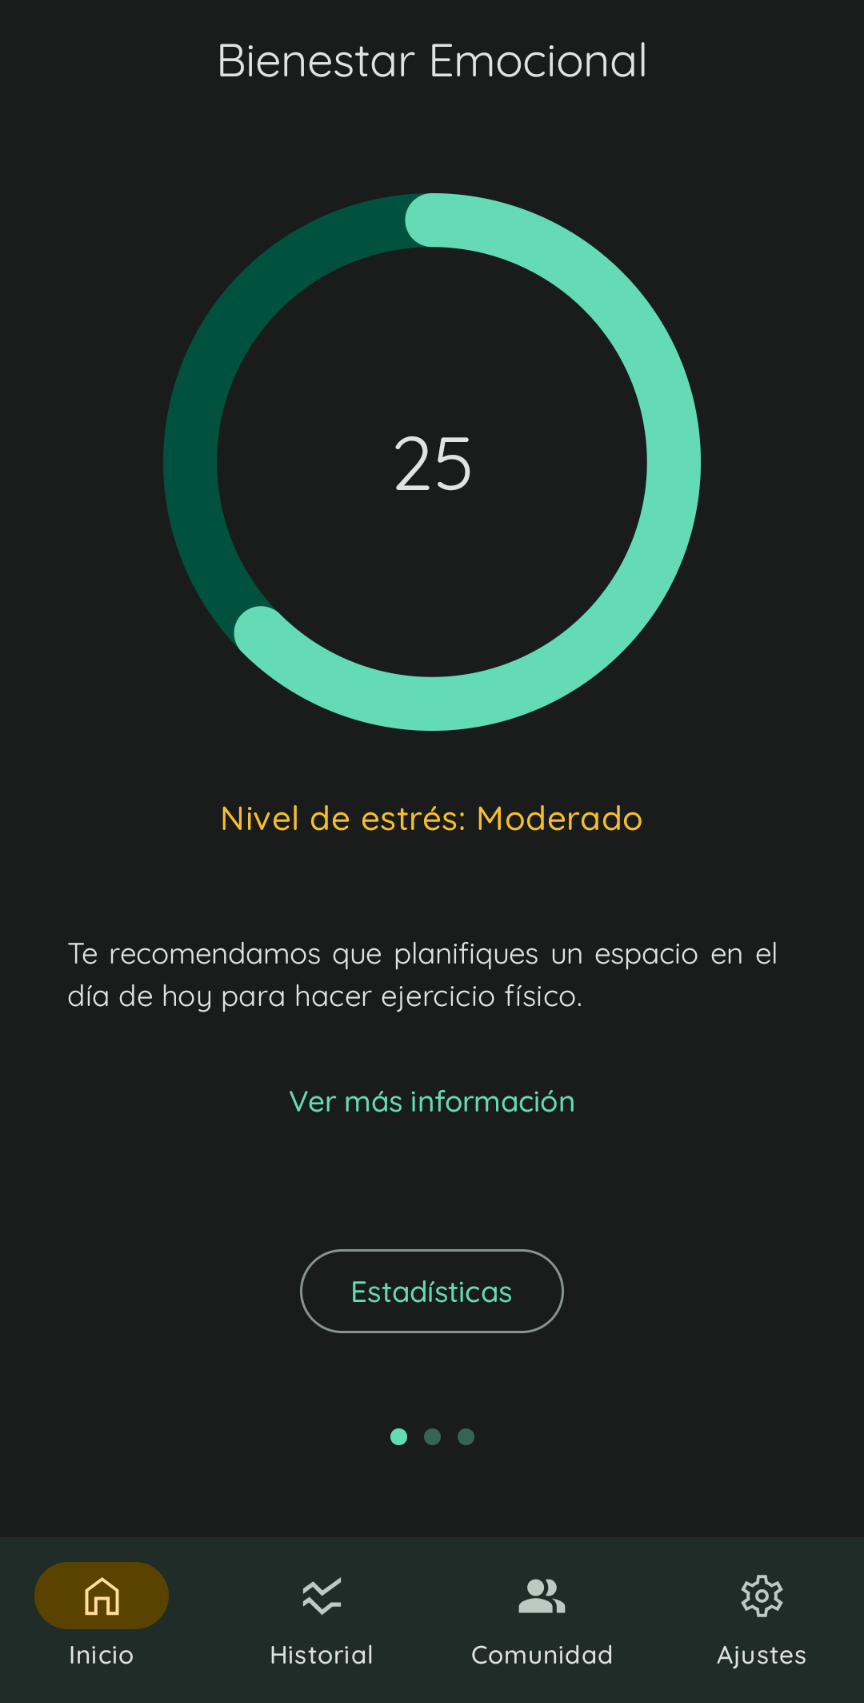 Bienestar Emocional
25
Nivel de estrés: Moderado
Te recomendamos que planifiques un espacio en el
día de hoy para hacer ejercicio físico.
Ver más información
Estadísticas
Inicio
Historial
Comunidad
Ajustes